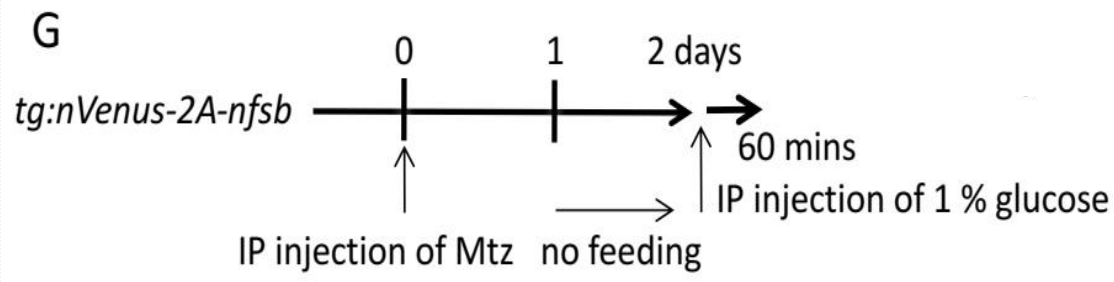 G
0 1 2 days
tg:nVenus-2A-nfsb
60 mins
IP injection of 1 % glucose
IP injection of Mtz no feeding